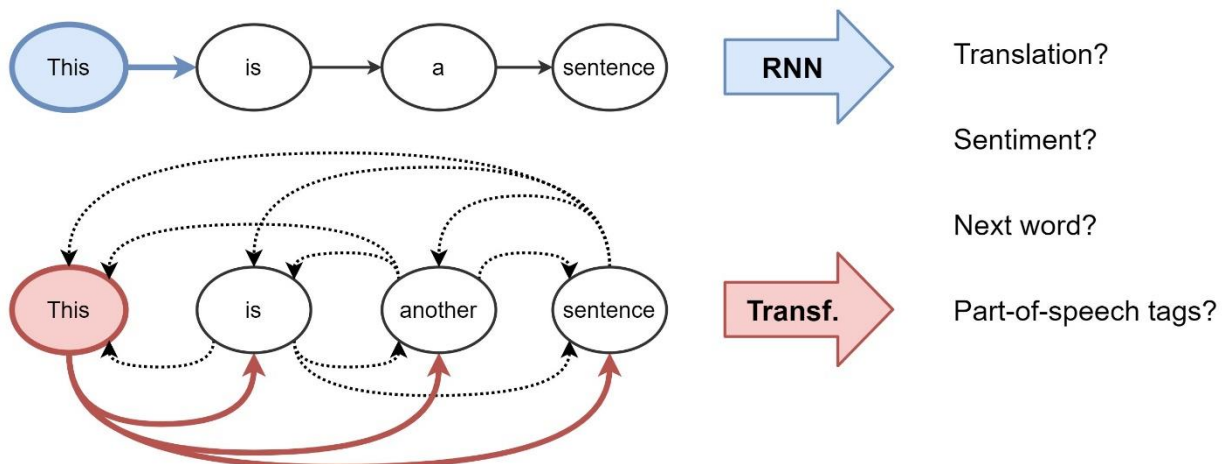 This is a sentence RNN Translation?
Sentiment?
Next word?
This is another sentence Transf. Part-of-speech tags?